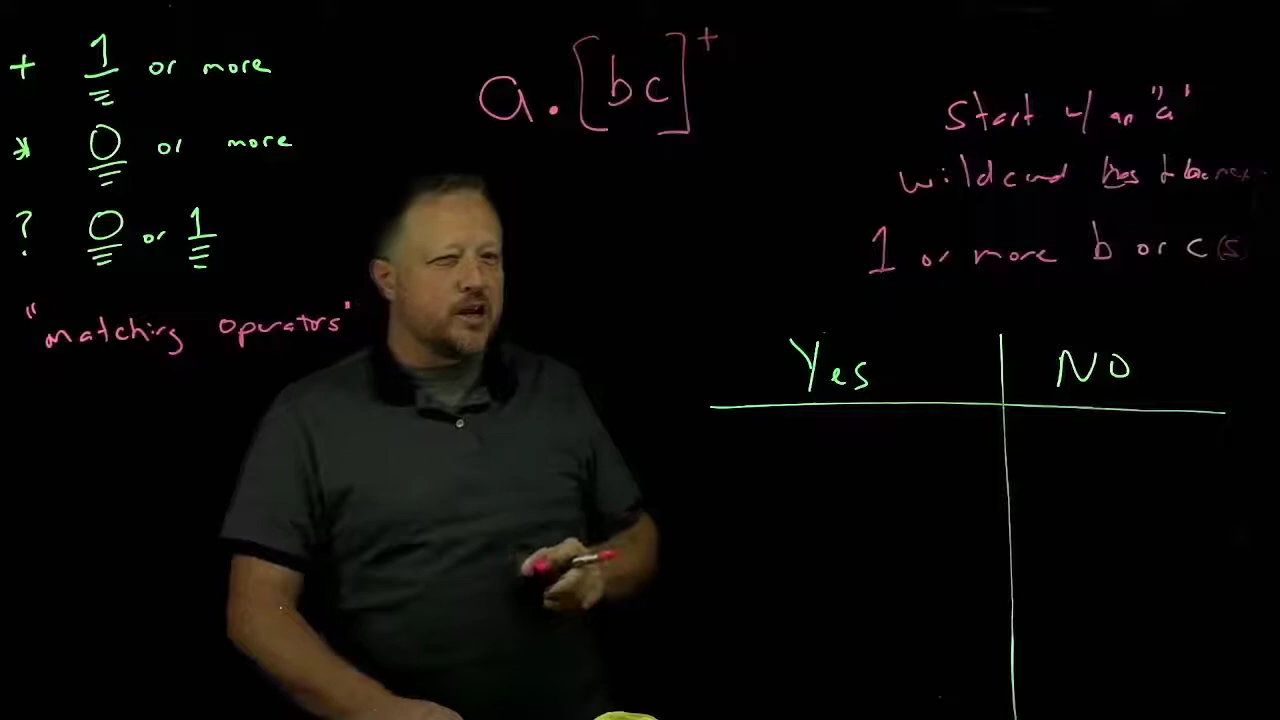 + 1 or more
* 0 or more
? 0 or 1
"matching operators"
a.[bc]+
Start w/ an "a"
wildcard has
1 or more b or c(s)
Yes NO